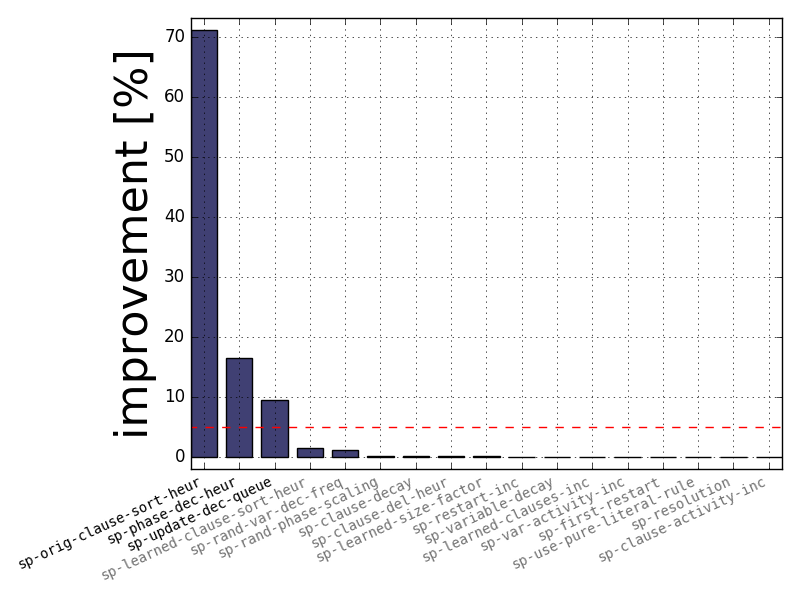 improvement [%]
70
60
50
40
30
20
10
0
sp-orig-clause-sort-heur
sp-phase-dec-heur
sp-update-dec-queue
sp-learned-clause-sort-heur
sp-rand-var-dec-freq
sp-rand-phase-scaling
sp-clause-decay
sp-clause-del-heur
sp-learned-size-factor
sp-restart-inc
sp-variable-decay
sp-learned-clauses-inc
sp-var-activity-inc
sp-first-restart
sp-use-pure-literal-rule
sp-resolution
sp-clause-activity-inc